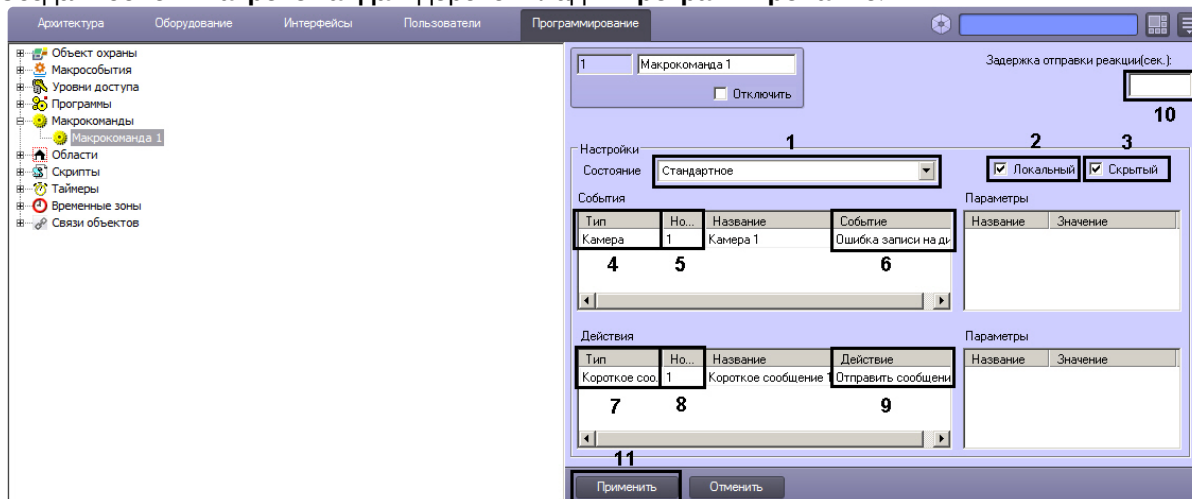 Архитектура Оборудование Интерфейсы Пользователи Программирование
Объект охраны
Макрособытия
Уровни доступа
Программы
Макрокоманды
Макрокоманда 1
Области
Скрипты
Таймеры
Временные зоны
Связи объектов
1 Макрокоманда 1
Отключить
Задержка отправки реакции(сек.):
10
Настройки
1 2 3
Состояние Стандартное Локальный Скрытый
События Параметры
Тип Но... Название Событие Название Значение
Камера 1 Камера 1 Ошибка записи на ди
4 5 6
Действия Параметры
Тип Но... Название Действие Название Значение
Короткое соо. 1 Короткое сообщение 1 Отправить сообщени
7 8 9
11
Применить Отменить